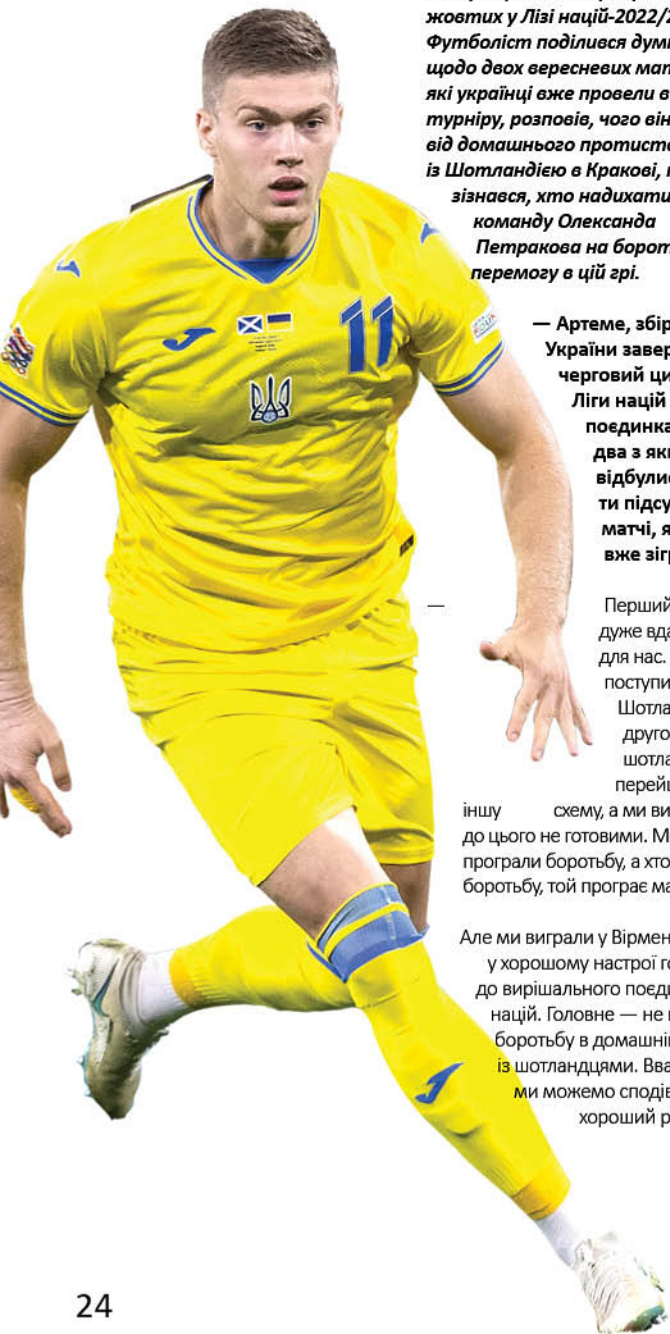 жовтих у Лізі націй-2022/2
Футболіст поділився думк
щодо двох вересневих мат
які українці вже провели в
турніру, розповів, чого він
від домашнього протисто
із Шотландією в Кракові,
зізнався, хто надихати
команду Олександа
Петракова на борот
перемогу в цій грі.
— Артеме, збір
України завер
черговий ци
Ліги націй
поєдинка
два з яки
відбулис
ти підсу
матчі, я
вже зігр
11
—
Перший
дуже вда
для нас.
поступи
Шотла
друго
шотла
перей
іншу схему, а ми ви
до цього не готовими. М
програли боротьбу, а хто
боротьбу, той програє ма
Але ми виграли у Вірмен
у хорошому настрої го
до вирішального поєди
націй. Головне — не
боротьбу в домашні
із шотландцями. Вва
ми можемо сподів
хороший р
24